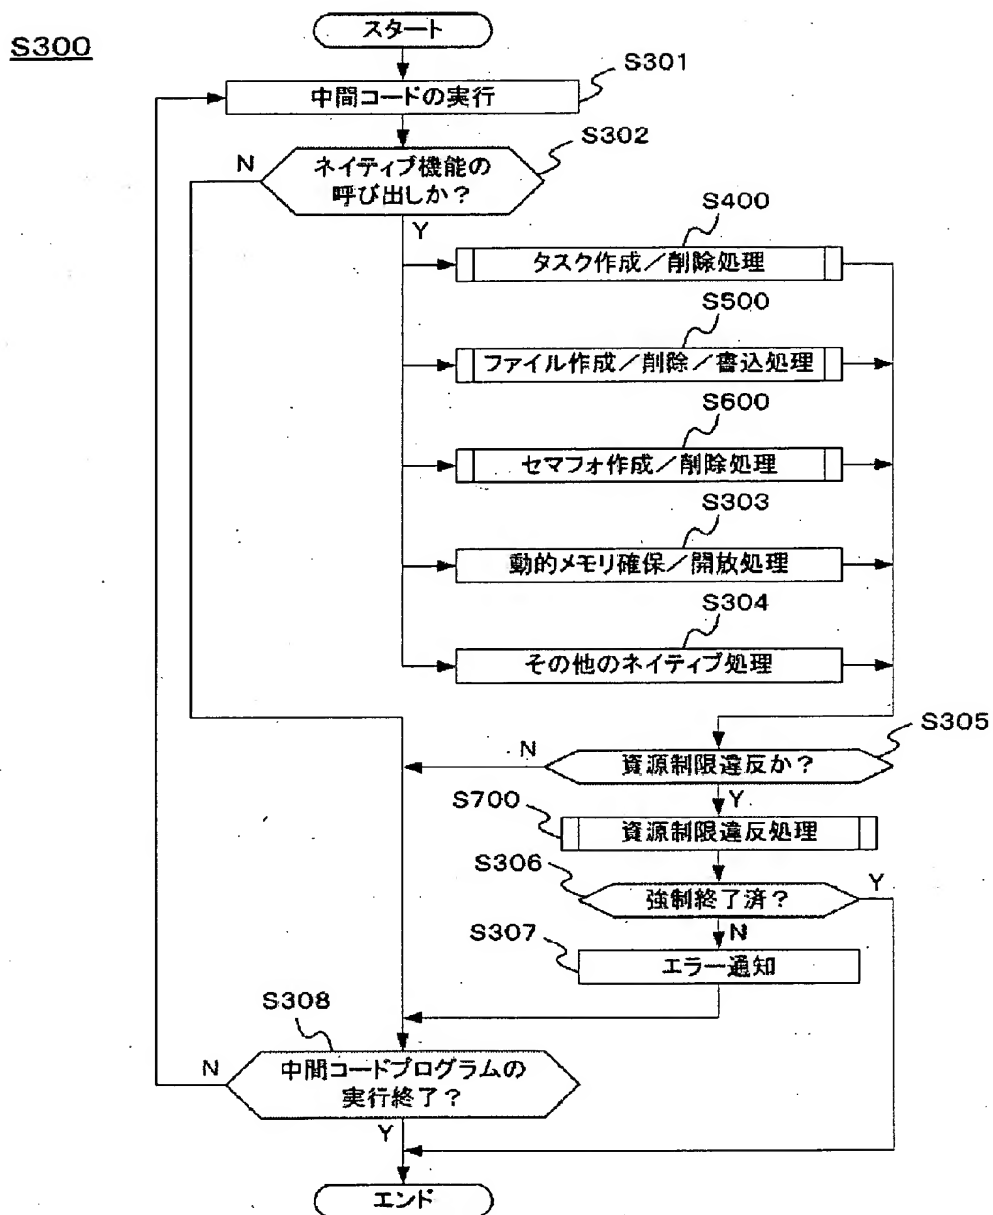 S300
スタート
S301
中間コードの実行
S302
N
ネイティブ機能の
呼び出しか？
Y
S400
タスク作成／削除処理
S500
ファイル作成／削除／書込処理
S600
セマフォ作成／削除処理
S303
動的メモリ確保／開放処理
S304
その他のネイティブ処理
S305
N
資源制限違反か？
Y
S700
資源制限違反処理
S306
強制終了済？
Y
N
S307
エラー通知
S308
N
中間コードプログラムの
実行終了？
Y
エンド